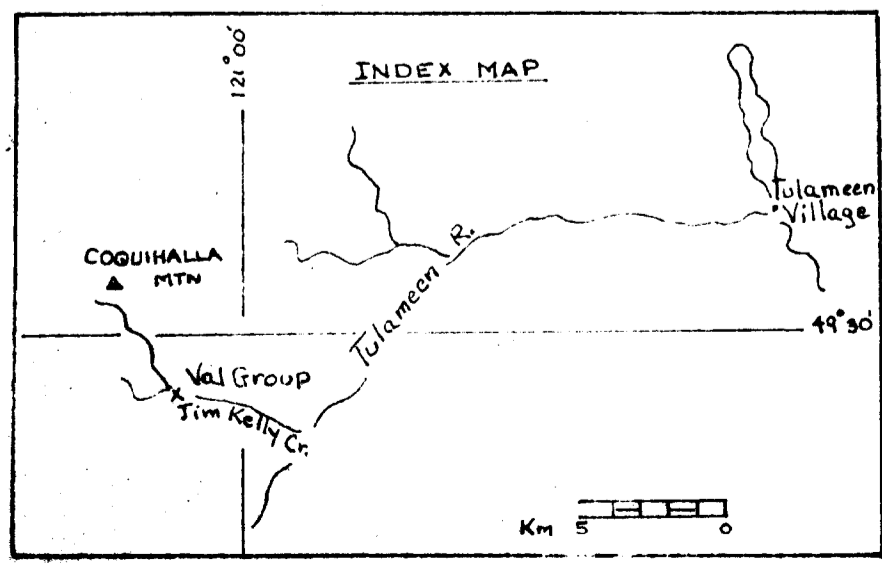 INDEX MAP
121°00'
Tulameen
Village
Tulameen R.
COQUIHALLA
MTN
49°30'
Val Group
x
Jim Kelly Cr.
Km 5 0